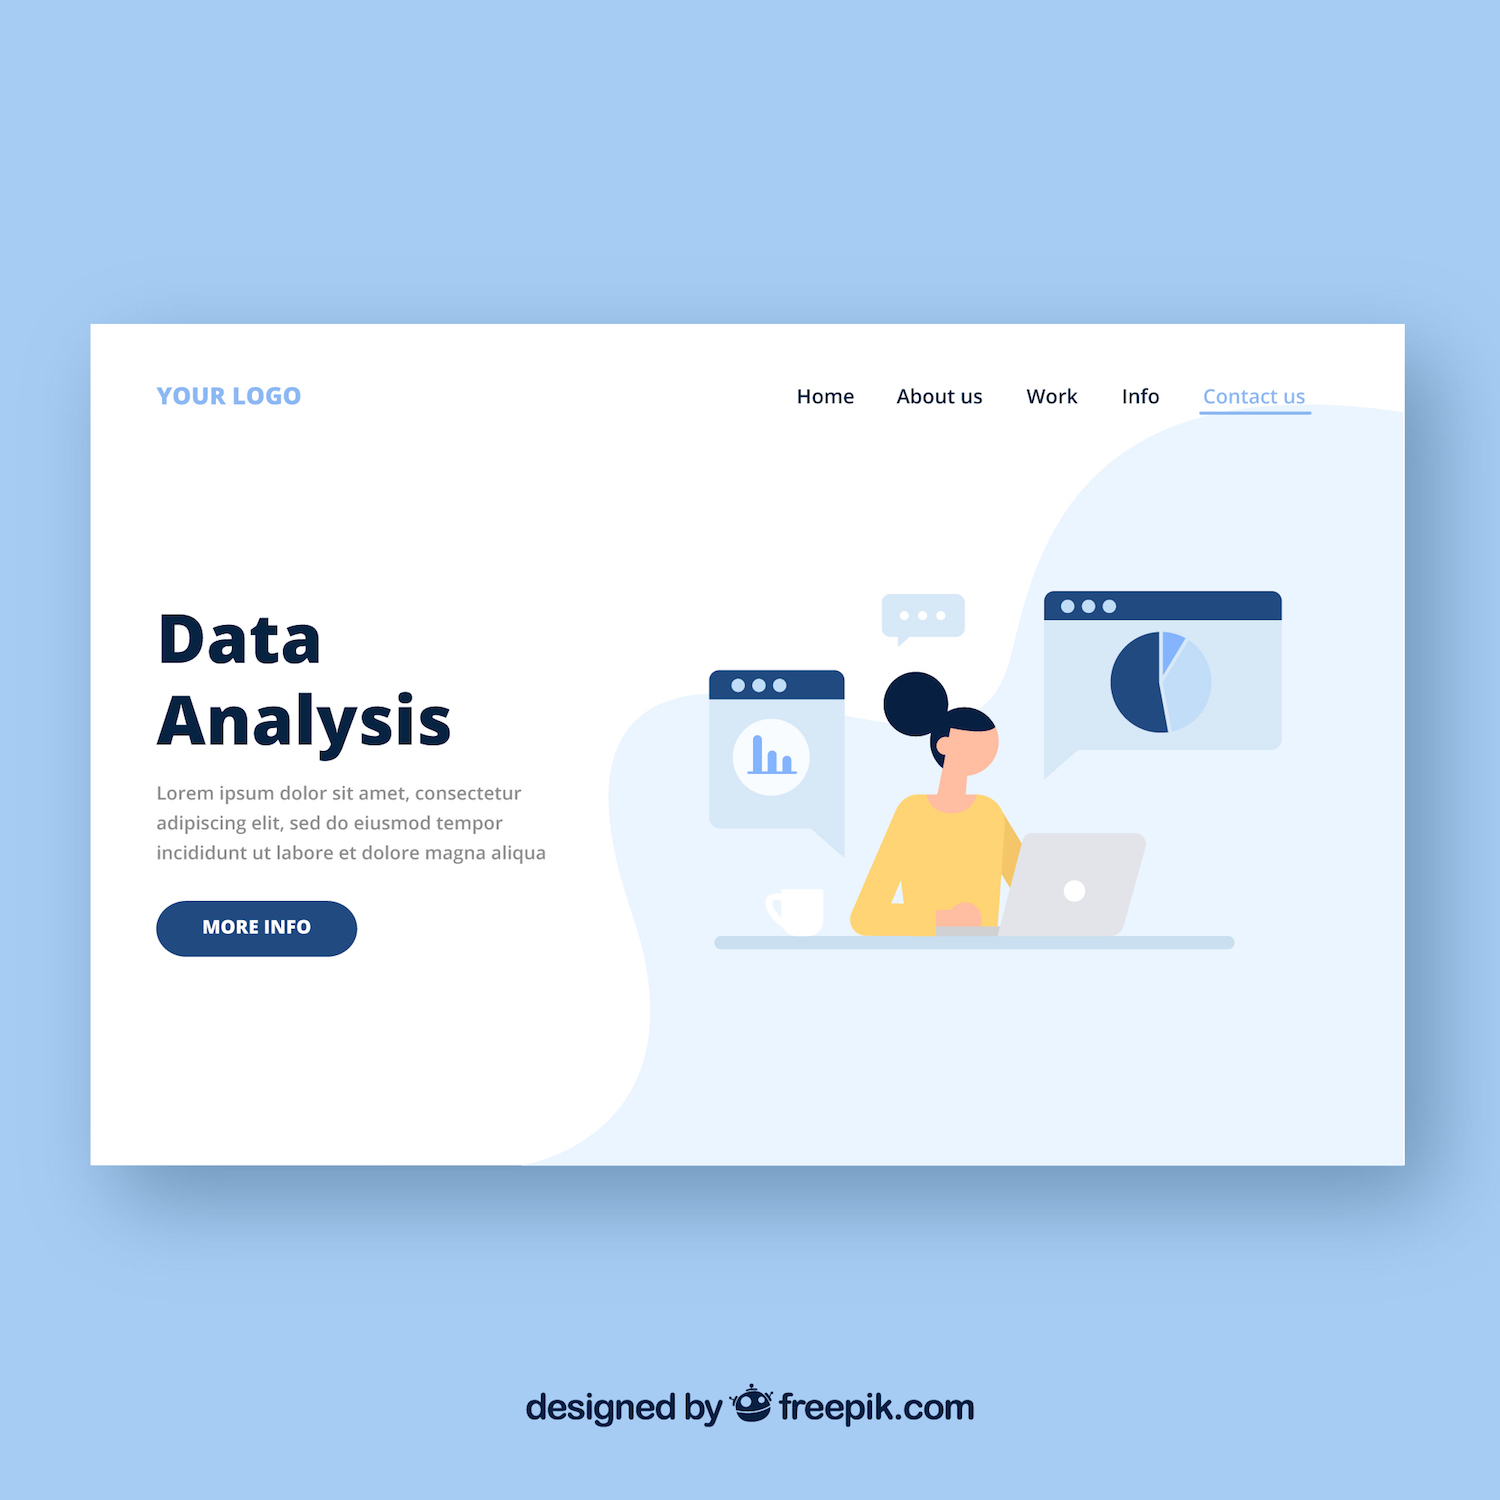 YOUR LOGO
Home About us Work Info Contact us
Data
Analysis
Lorem ipsum dolor sit amet, consectetur
adipiscing elit, sed do eiusmod tempor
incididunt ut labore et dolore magna aliqua
MORE INFO
designed by freepik.com